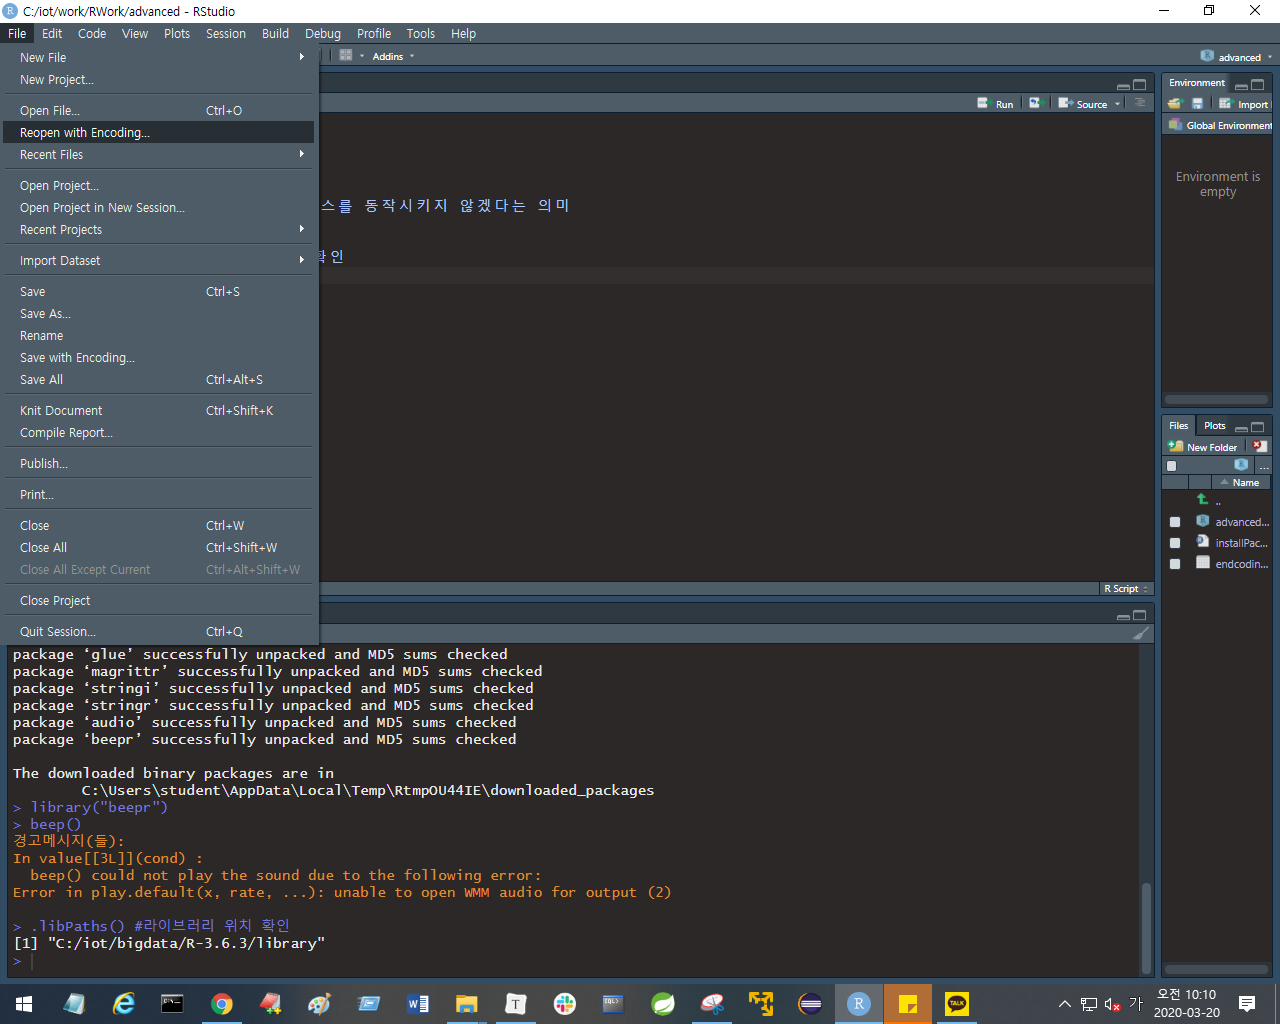 C:/iot/work/RWork/advanced - RStudio
File Edit Code View Plots Session Build Debug Profile Tools Help
Addins
advanced
New File
New Project...
Open File... Ctrl+O
Reopen with Encoding...
Recent Files
Open Project...
Open Project in New Session...
Recent Projects
Import Dataset
Save Ctrl+S
Save As...
Rename
Save with Encoding...
Save All Ctrl+Alt+S
Knit Document Ctrl+Shift+K
Compile Report...
Publish...
Print...
Close Ctrl+W
Close All Ctrl+Shift+W
Close All Except Current Ctrl+Alt+Shift+W
Close Project
Quit Session... Ctrl+Q
Run Source
스를 동작시키지 않겠다는 의미
확인
R Script
Environment
Import
Global Environment
Environment is
empty
Files Plots
New Folder
...
Name
..
advanced...
installPac...
endcodin...
package ‘glue’ successfully unpacked and MD5 sums checked
package ‘magrittr’ successfully unpacked and MD5 sums checked
package ‘stringi’ successfully unpacked and MD5 sums checked
package ‘stringr’ successfully unpacked and MD5 sums checked
package ‘audio’ successfully unpacked and MD5 sums checked
package ‘beepr’ successfully unpacked and MD5 sums checked
The downloaded binary packages are in
C:\Users\student\AppData\Local\Temp\RtmpOU44IE\downloaded_packages
> library("beepr")
> beep()
경고메시지(들):
In value[[3L]](cond) :
beep() could not play the sound due to the following error:
Error in play.default(x, rate, ...): unable to open WMM audio for output (2)
> .libPaths() #라이브러리 위치 확인
[1] "C:/iot/bigdata/R-3.6.3/library"
>
T
SQL
R
TALK
가
오전 10:10
2020-03-20